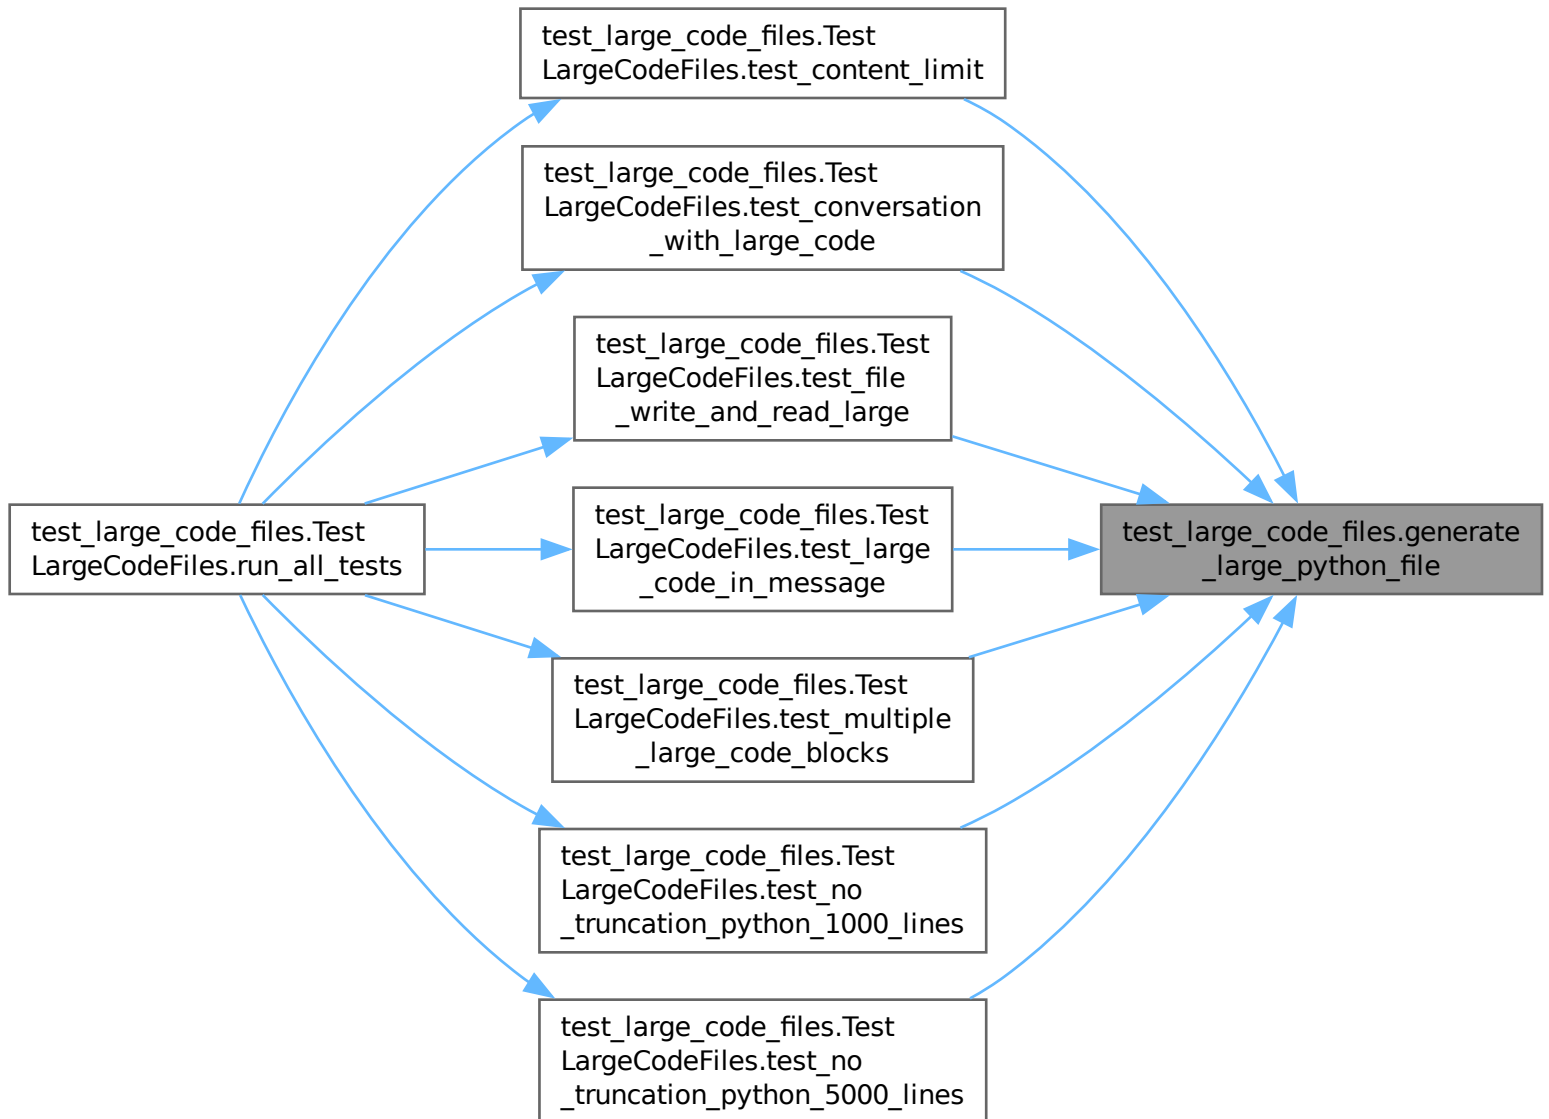 test_large_code_files.Test
LargeCodeFiles.test_content_limit
test_large_code_files.Test
LargeCodeFiles.test_conversation
_with_large_code
test_large_code_files.Test
LargeCodeFiles.test_file
_write_and_read_large
test_large_code_files.Test
LargeCodeFiles.run_all_tests
test_large_code_files.Test
LargeCodeFiles.test_large
_code_in_message
test_large_code_files.generate
_large_python_file
test_large_code_files.Test
LargeCodeFiles.test_multiple
_large_code_blocks
test_large_code_files.Test
LargeCodeFiles.test_no
_truncation_python_1000_lines
test_large_code_files.Test
LargeCodeFiles.test_no
_truncation_python_5000_lines